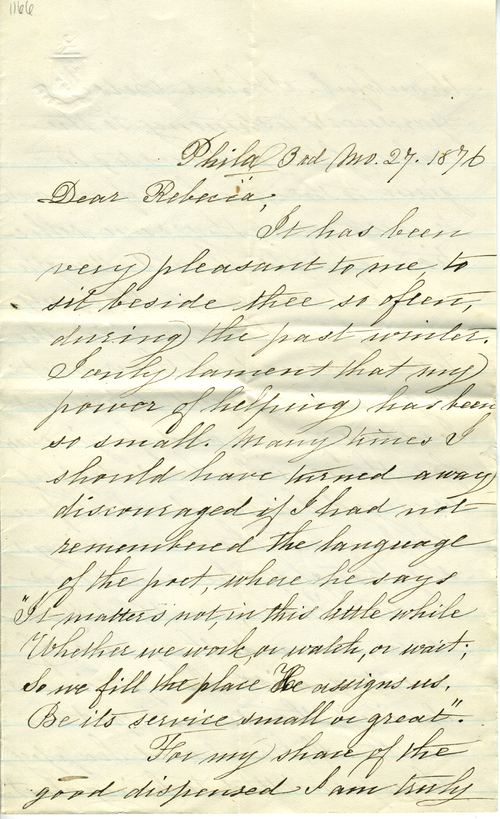 1166
Phila 3rd Mo. 27. 1876
Dear Rebecca,
It has been
very pleasant to me, to
sit beside thee so often,
during the past winter.
I only lament that my
power of helping has been
so small. Many times I
should have turned away
discouraged if I had not
remembered the language
of the poet, where he says
"It matters not in this little while
Whether we work, or watch, or wait;
So we fill the place He assigns us,
Be its service small or great".
For my share of the
good dispensed I am truly